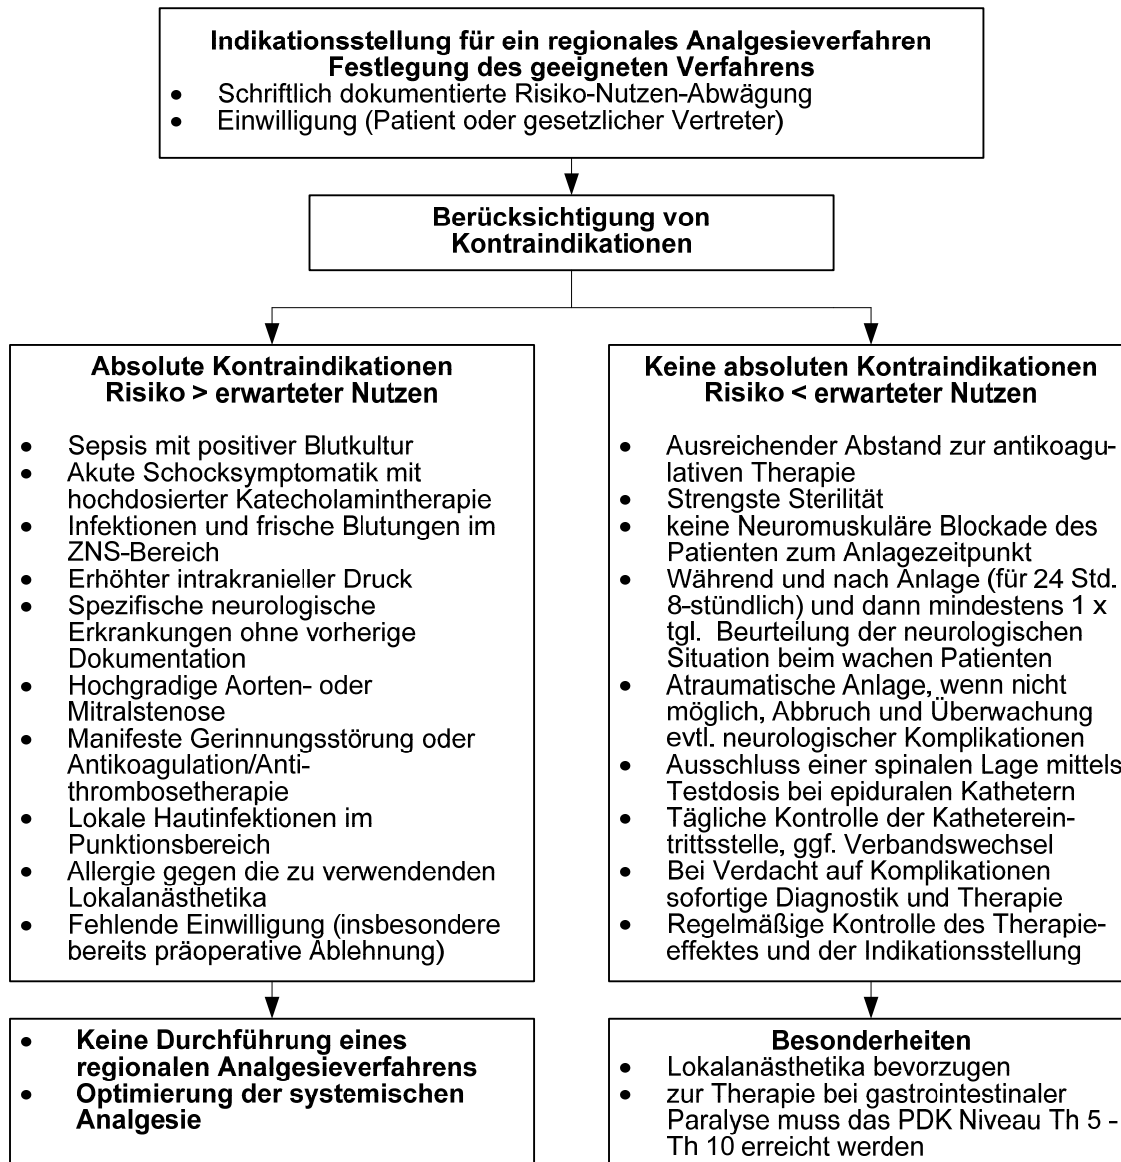 Indikationsstellung für ein regionales Analgesieverfahren
Festlegung des geeigneten Verfahrens
• Schriftlich dokumentierte Risiko-Nutzen-Abwägung
• Einwilligung (Patient oder gesetzlicher Vertreter)
Berücksichtigung von
Kontraindikationen
Absolute Kontraindikationen
Risiko > erwarteter Nutzen
• Sepsis mit positiver Blutkultur
• Akute Schocksymptomatik mit
hochdosierter Katecholamintherapie
• Infektionen und frische Blutungen im
ZNS-Bereich
• Erhöhter intrakranieller Druck
• Spezifische neurologische
Erkrankungen ohne vorherige
Dokumentation
• Hochgradige Aorten- oder
Mitralstenose
• Manifeste Gerinnungsstörung oder
Antikoagulation/Anti-
thrombosetherapie
• Lokale Hautinfektionen im
Punktionsbereich
• Allergie gegen die zu verwendenden
Lokalanästhetika
• Fehlende Einwilligung (insbesondere
bereits präoperative Ablehnung)
• Keine Durchführung eines
regionalen Analgesieverfahrens
• Optimierung der systemischen
Analgesie
Keine absoluten Kontraindikationen
Risiko < erwarteter Nutzen
• Ausreichender Abstand zur antikoagu-
lativen Therapie
• Strengste Sterilität
• keine Neuromuskuläre Blockade des
Patienten zum Anlagezeitpunkt
• Während und nach Anlage (für 24 Std.
8-stündlich) und dann mindestens 1 x
tgl. Beurteilung der neurologischen
Situation beim wachen Patienten
• Atraumatische Anlage, wenn nicht
möglich, Abbruch und Überwachung
evtl. neurologischer Komplikationen
• Ausschluss einer spinalen Lage mittels
Testdosis bei epiduralen Kathetern
• Tägliche Kontrolle der Katheterein-
trittsstelle, ggf. Verbandswechsel
• Bei Verdacht auf Komplikationen
sofortige Diagnostik und Therapie
• Regelmäßige Kontrolle des Therapie-
effektes und der Indikationsstellung
Besonderheiten
• Lokalanästhetika bevorzugen
• zur Therapie bei gastrointestinaler
Paralyse muss das PDK Niveau Th 5 -
Th 10 erreicht werden